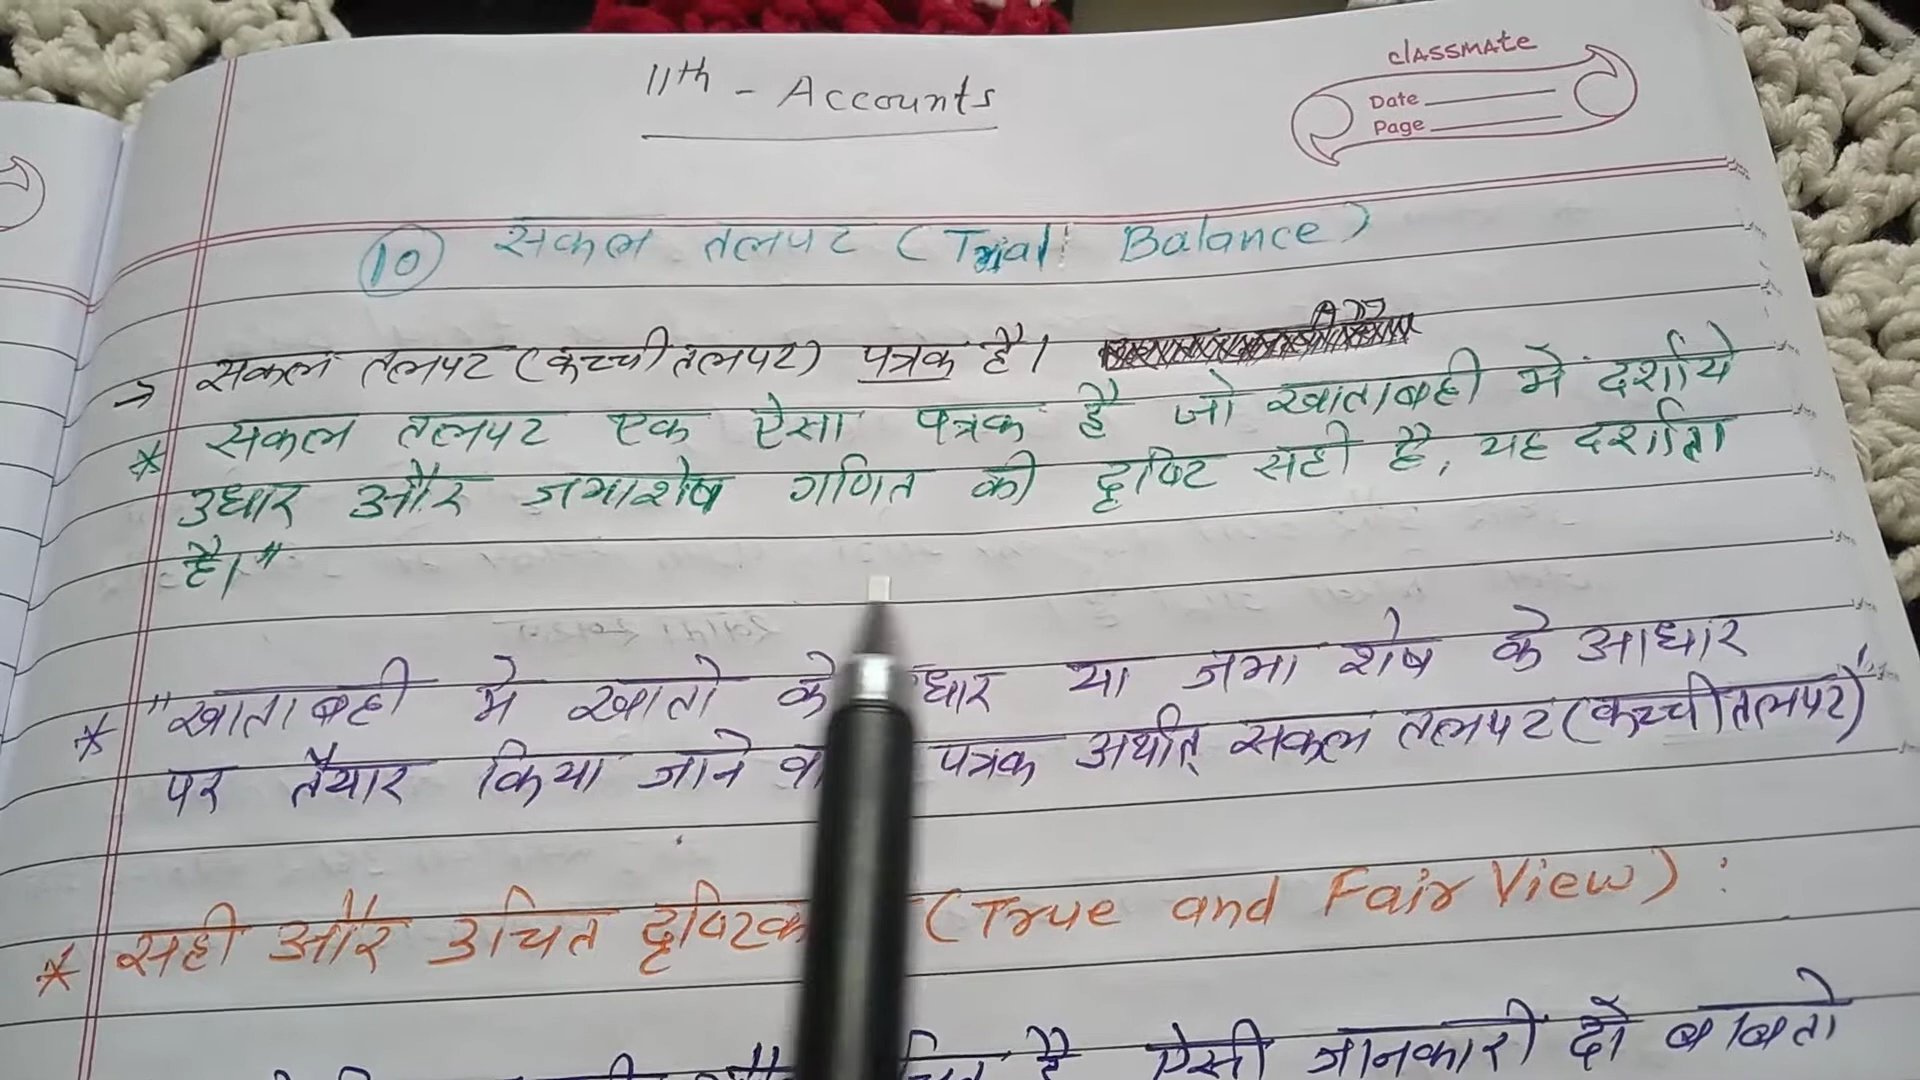 classmate
Date
Page
11th - Accounts
10 सकल तलपट (Trial Balance)
→ सकल तलपट (कच्ची तलपट) पत्रक है।
* सकल तलपट एक ऐसा पत्रक है जो खाताबही में दर्शाये
उधार और जमाशेष गणित की दृष्टि सही है, यह दर्शाता
है।"
* "खाताबही मे खातो के धार या जमा शेष के आधार
पर तैयार किया जाने पत्रक अर्थात् सकल तलपट (कच्ची तलपट)"
* सही और उचित दृष्टिक (True and Fair View) :
है ऐसी जानकारी दो बाबतो